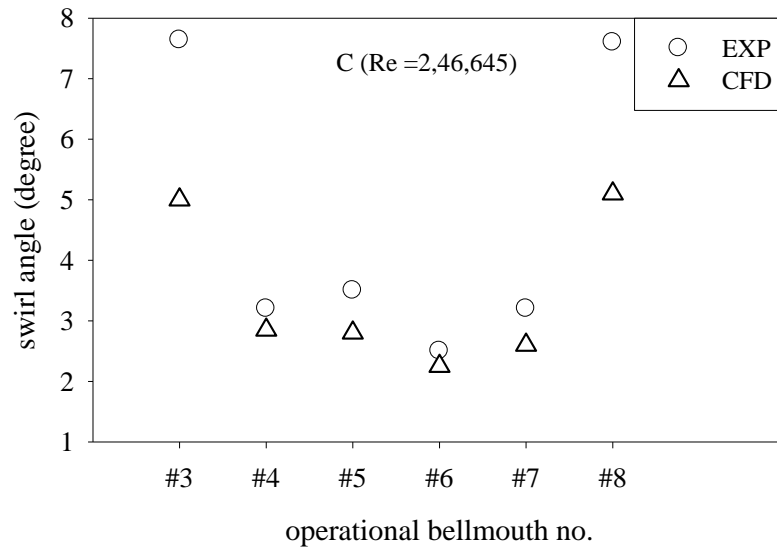 8
7
6
5
4
3
2
1
swirl angle (degree)
C (Re =2,46,645)
EXP
CFD
#3 #4 #5 #6 #7 #8
operational bellmouth no.